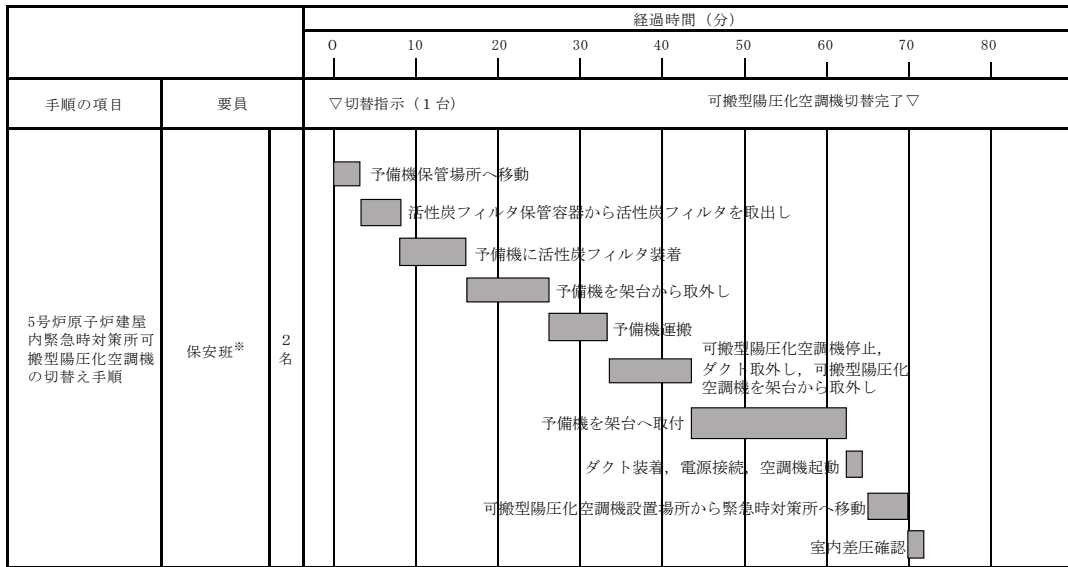 経過時間（分）
0 10 20 30 40 50 60 70 80
手順の項目 要員 ▽切替指示（１台） 可搬型陽圧化空調機切替完了▽
5号炉原子炉建屋
内緊急時対策所可
搬型陽圧化空調機
の切替え手順
保安班※
２
名
予備機保管場所へ移動
活性炭フィルタ保管容器から活性炭フィルタを取出し
予備機に活性炭フィルタ装着
予備機を架台から取外し
予備機運搬
可搬型陽圧化空調機停止，
ダクト取外し，可搬型陽圧化
空調機を架台から取外し
予備機を架台へ取付
ダクト装着，電源接続，空調機起動
可搬型陽圧化空調機設置場所から緊急時対策所へ移動
室内差圧確認